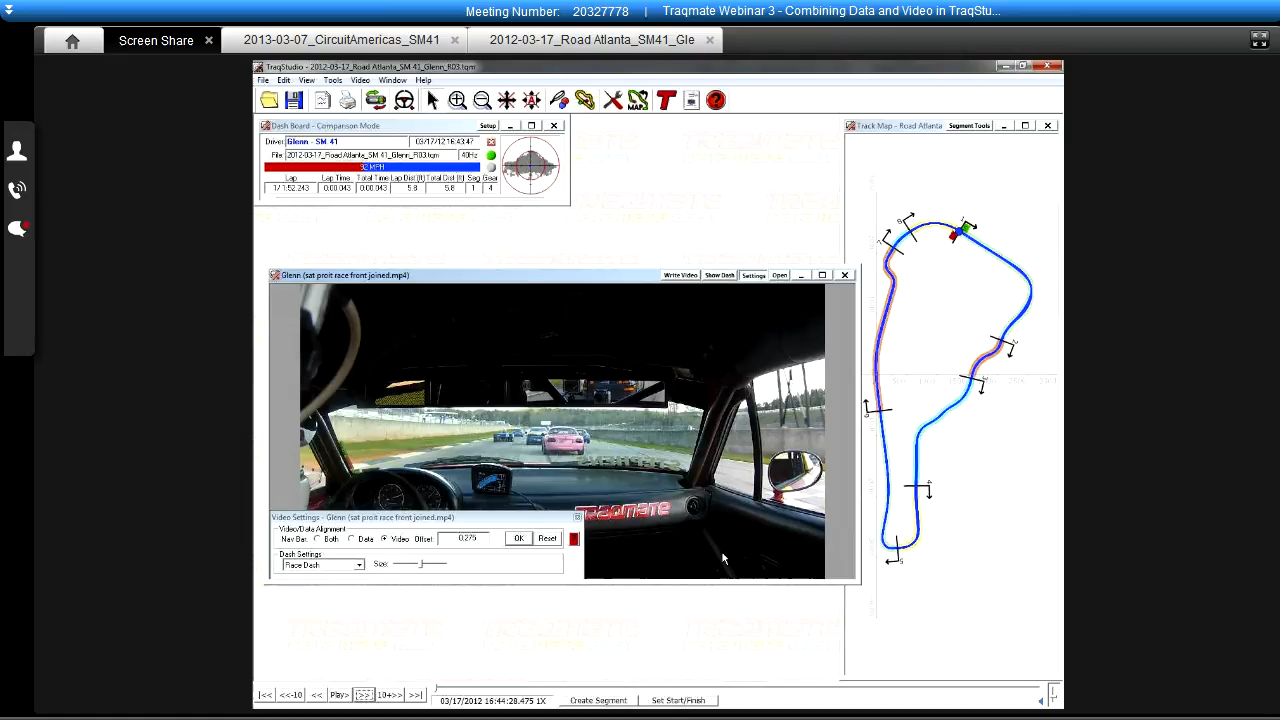 Meeting Number: 20327778 | Traqmate Webinar 3 - Combining Data and Video in TraqStu...
Screen Share
2013-03-07_CircuitAmericas_SM41
2012-03-17_Road Atlanta_SM41_Gle
TraqStudio - 2012-03-17_Road Atlanta_SM 41_Glenn_R03.tqm
File Edit View Tools Video Window Help
MAP
Dash Board - Comparison Mode Setup
Driver: Glenn - SM 41 03/17/12 16:43:47
File: 2012-03-17_Road Atlanta_SM 41_Glenn_R03.tqm 40Hz
92 MPH
Lap Lap Time Total Time Lap Dist (ft) Total Dist (ft) Seg Gear
1/ 1:52.243 0:00.043 0:00.043 5.8 5.8 1 4
Track Map - Road Atlanta Segment Tools
Glenn (sat proit race front joined.mp4) Write Video Show Dash Settings Open
TRAQMATE
Video Settings - Glenn (sat proit race front joined.mp4)
Video/Data Alignment
Nav Bar: Both Data Video Offset: 0.275 OK Reset
Dash Settings
Race Dash Size:
|<< <<-10 << Play> >> 10+>> >>| 03/17/2012 16:44:28.475 1X Create Segment Set Start/Finish